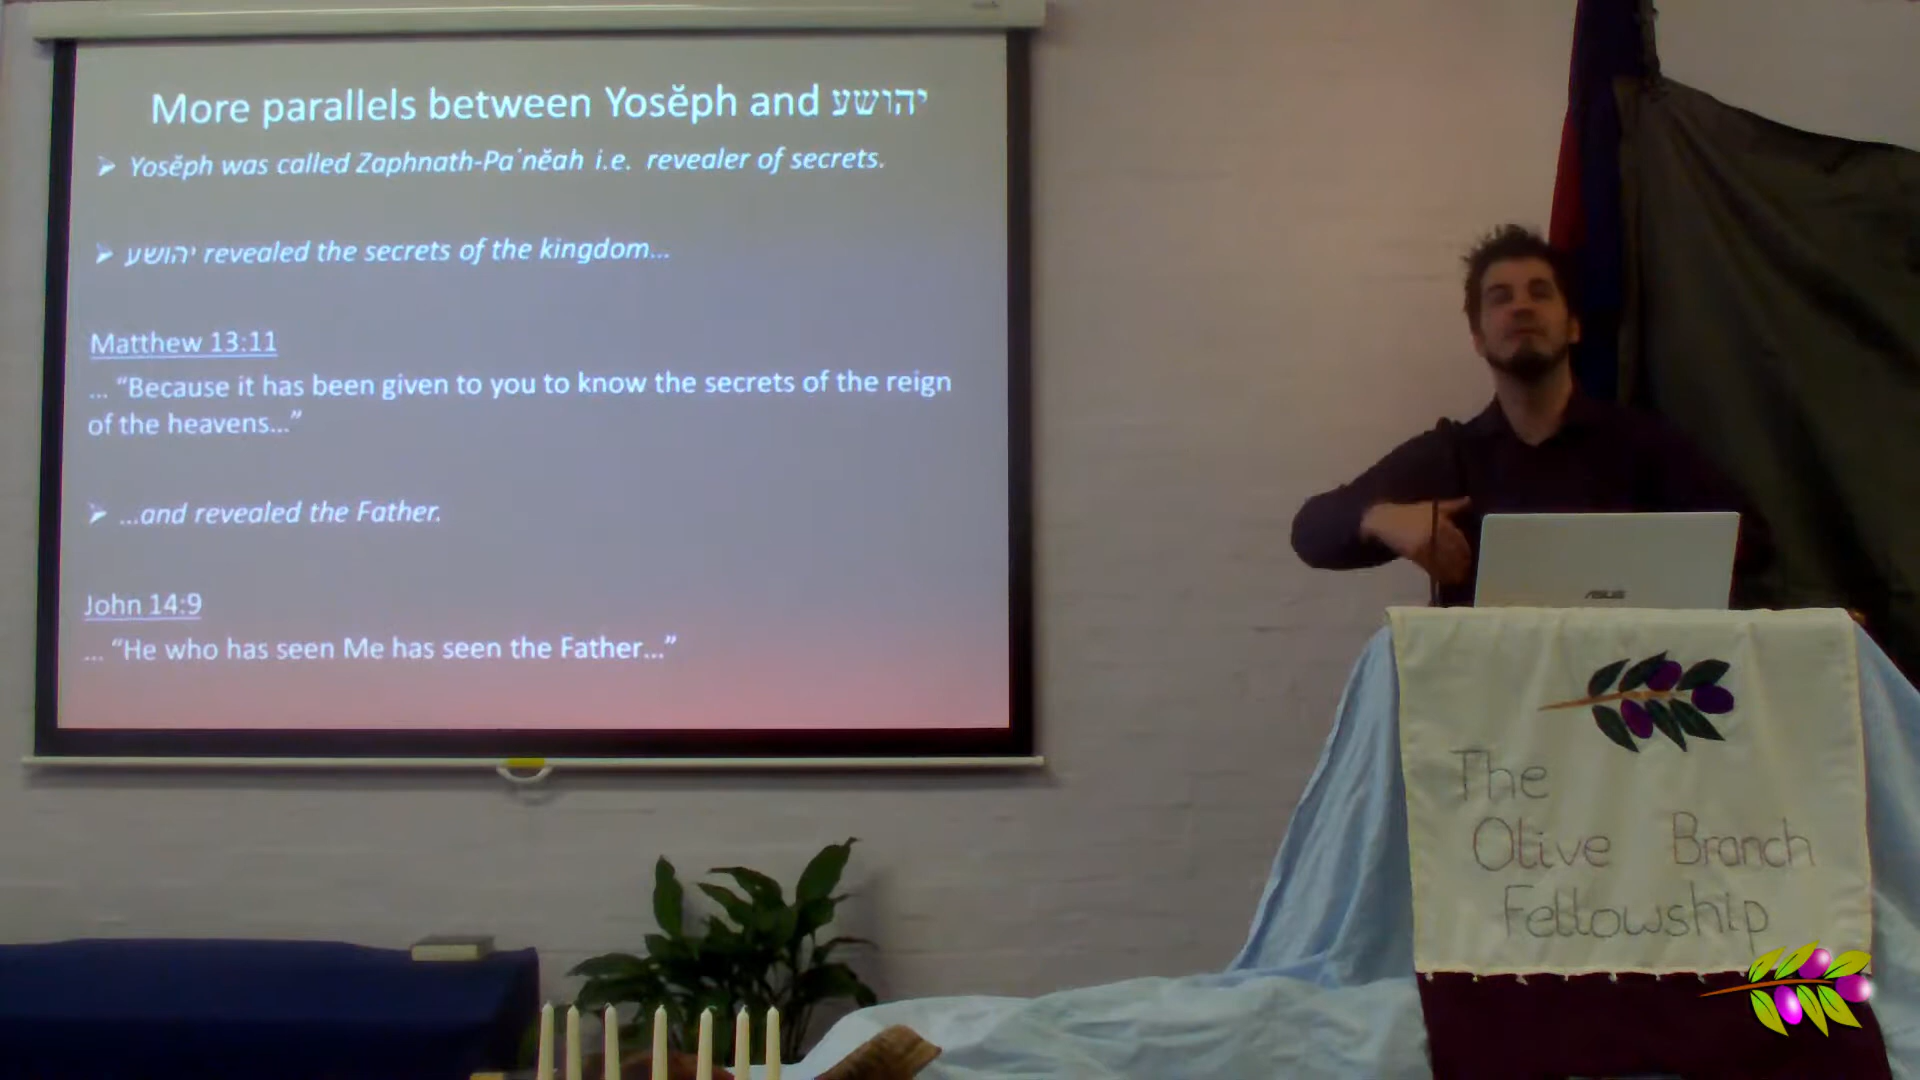 More parallels between Yosĕph and יהושע
➢ Yosĕph was called Zaphnath-Pa῾nĕah i.e. revealer of secrets.
➢ יהושע revealed the secrets of the kingdom...
Matthew 13:11
... “Because it has been given to you to know the secrets of the reign
of the heavens...”
➢ ...and revealed the Father.
John 14:9
... “He who has seen Me has seen the Father...”
ASUS
The
Olive Branch
Fellowship